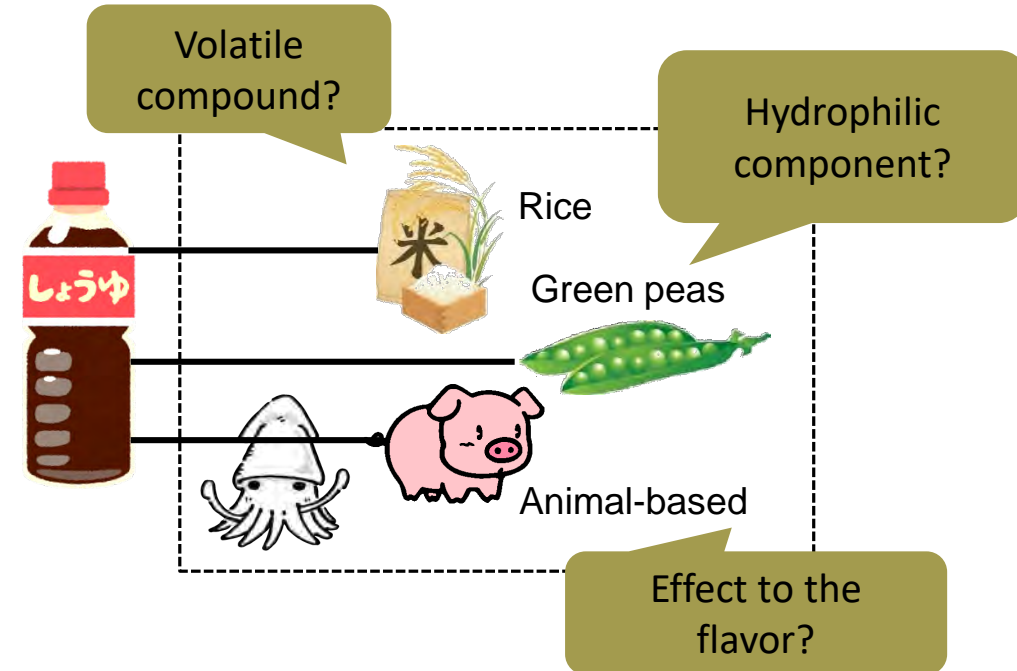 Volatile
compound?
Hydrophilic
component?
Rice
米
しょうゆ
Green peas
Animal-based
Effect to the
flavor?